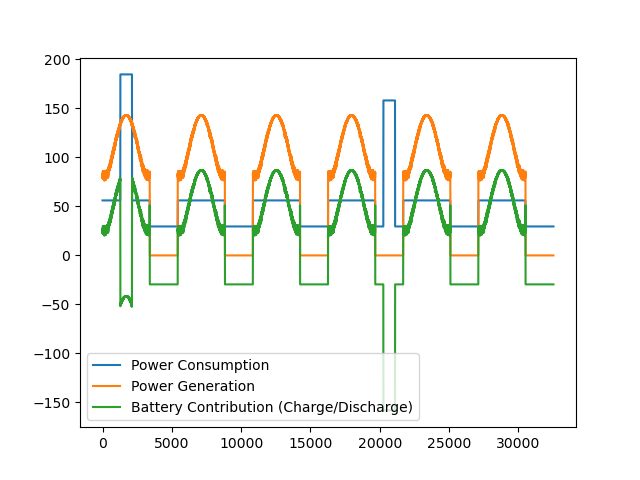 200
150
100
50
0
−50
−100
−150
Power Consumption
Power Generation
Battery Contribution (Charge/Discharge)
0 5000 10000 15000 20000 25000 30000